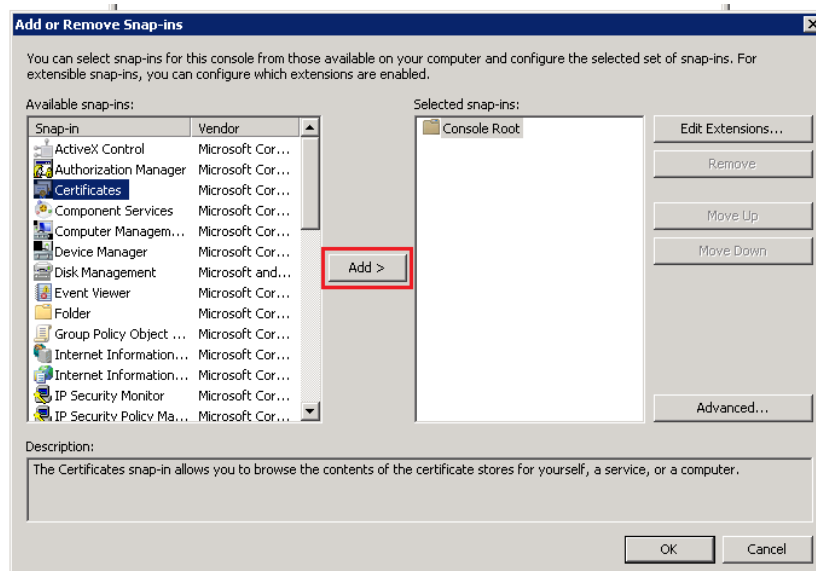 Add or Remove Snap-ins
You can select snap-ins for this console from those available on your computer and configure the selected set of snap-ins. For
extensible snap-ins, you can configure which extensions are enabled.
Available snap-ins:
Selected snap-ins:
Snap-in Vendor
ActiveX Control Microsoft Cor...
Authorization Manager Microsoft Cor...
Certificates Microsoft Cor...
Component Services Microsoft Cor...
Computer Managem... Microsoft Cor...
Device Manager Microsoft Cor...
Disk Management Microsoft and...
Event Viewer Microsoft Cor...
Folder Microsoft Cor...
Group Policy Object ... Microsoft Cor...
Internet Information... Microsoft Cor...
Internet Information... Microsoft Cor...
IP Security Monitor Microsoft Cor...
IP Security Policy Ma... Microsoft Cor...
Add >
Console Root
Edit Extensions...
Remove
Move Up
Move Down
Advanced...
Description:
The Certificates snap-in allows you to browse the contents of the certificate stores for yourself, a service, or a computer.
OK
Cancel